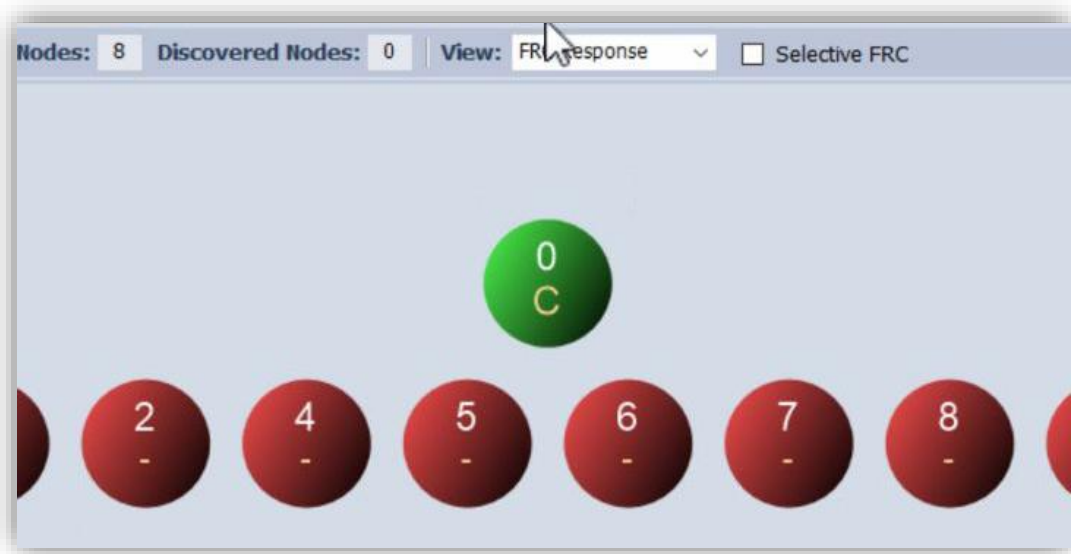 Nodes: 8 Discovered Nodes: 0 View: FRC Response Selective FRC
0
C
2 4 5 6 7 8
- - - - - -